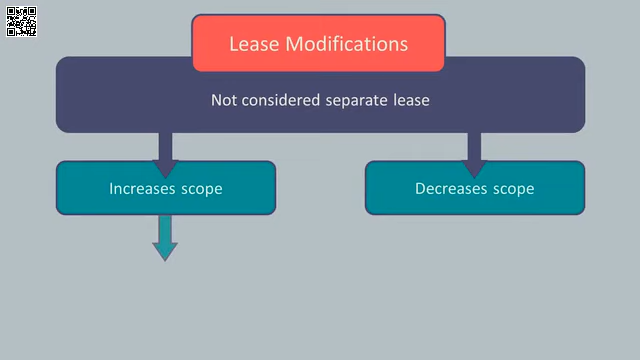 Lease Modifications
Not considered separate lease
Increases scope
Decreases scope